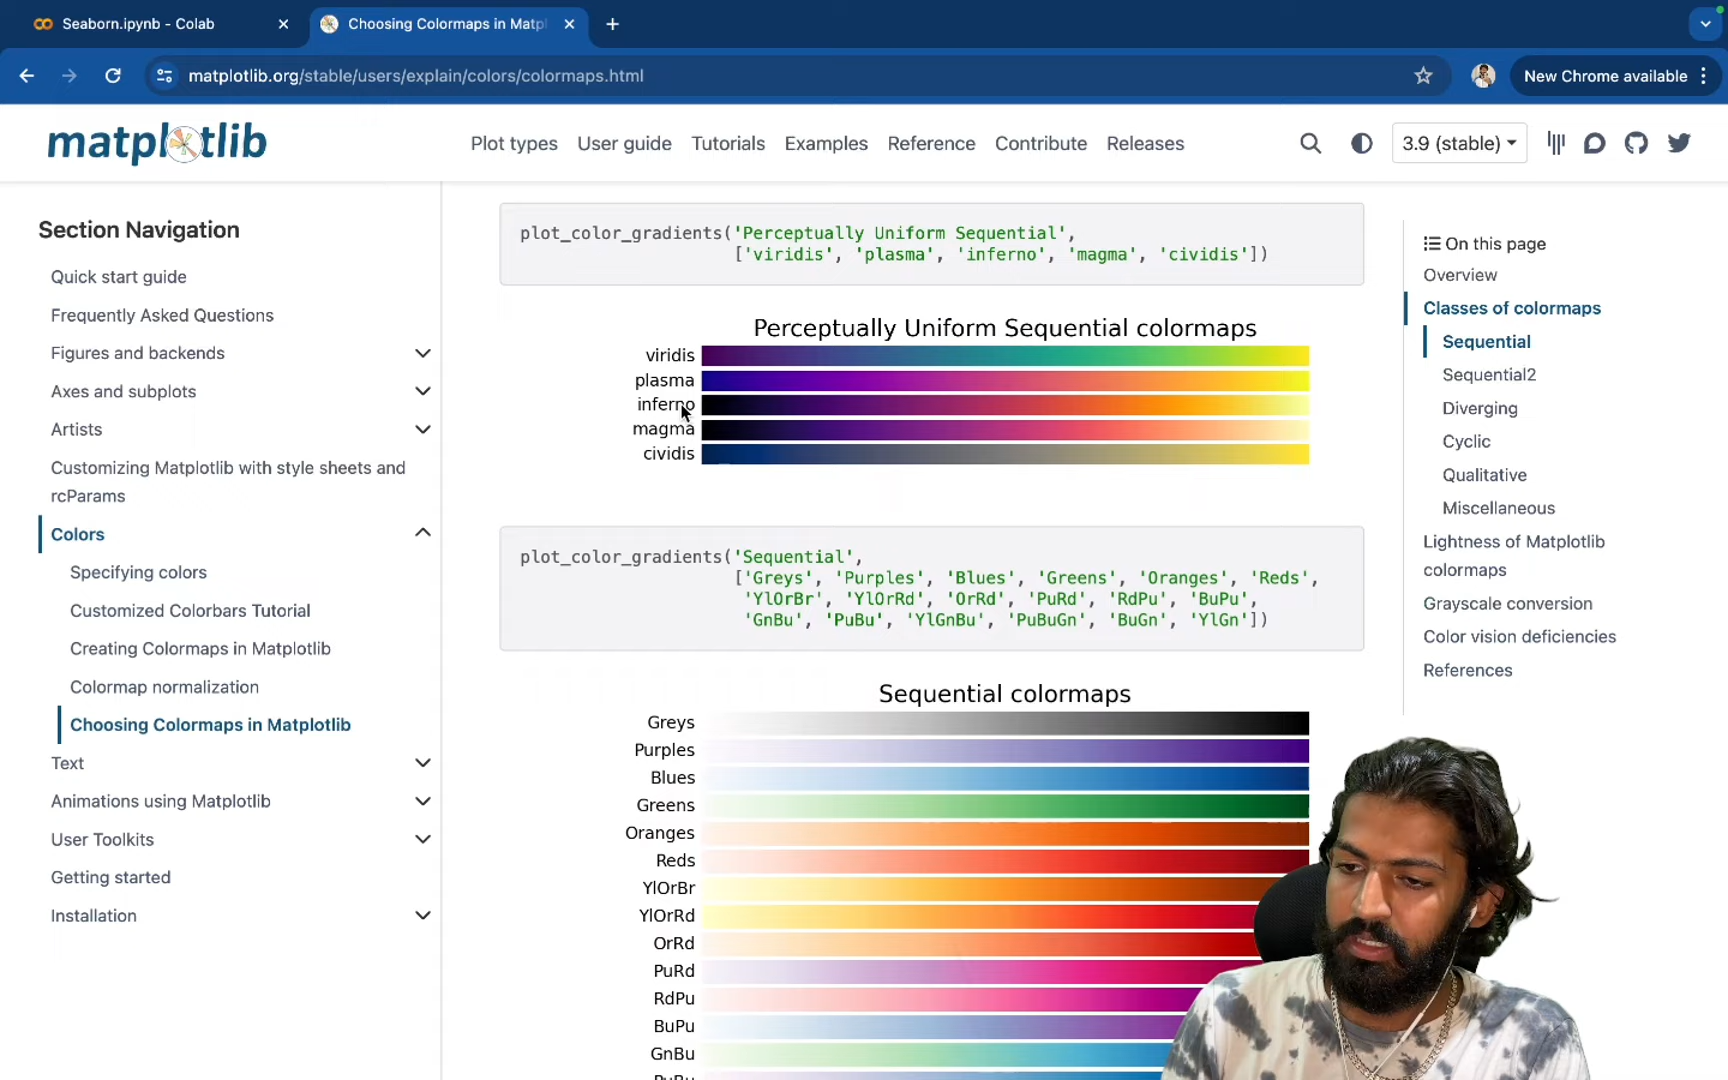 Seaborn.ipynb - Colab
Choosing Colormaps in Matpl
matplotlib.org/stable/users/explain/colors/colormaps.html
New Chrome available
matplotlib
Plot types
User guide
Tutorials
Examples
Reference
Contribute
Releases
3.9 (stable)
Section Navigation
Quick start guide
Frequently Asked Questions
Figures and backends
Axes and subplots
Artists
Customizing Matplotlib with style sheets and
rcParams
Colors
Specifying colors
Customized Colorbars Tutorial
Creating Colormaps in Matplotlib
Colormap normalization
Choosing Colormaps in Matplotlib
Text
Animations using Matplotlib
User Toolkits
Getting started
Installation
plot_color_gradients('Perceptually Uniform Sequential',
['viridis', 'plasma', 'inferno', 'magma', 'cividis'])
Perceptually Uniform Sequential colormaps
viridis
plasma
inferno
magma
cividis
plot_color_gradients('Sequential',
['Greys', 'Purples', 'Blues', 'Greens', 'Oranges', 'Reds',
'YlOrBr', 'YlOrRd', 'OrRd', 'PuRd', 'RdPu', 'BuPu',
'GnBu', 'PuBu', 'YlGnBu', 'PuBuGn', 'BuGn', 'YlGn'])
Sequential colormaps
Greys
Purples
Blues
Greens
Oranges
Reds
YlOrBr
YlOrRd
OrRd
PuRd
RdPu
BuPu
GnBu
On this page
Overview
Classes of colormaps
Sequential
Sequential2
Diverging
Cyclic
Qualitative
Miscellaneous
Lightness of Matplotlib
colormaps
Grayscale conversion
Color vision deficiencies
References